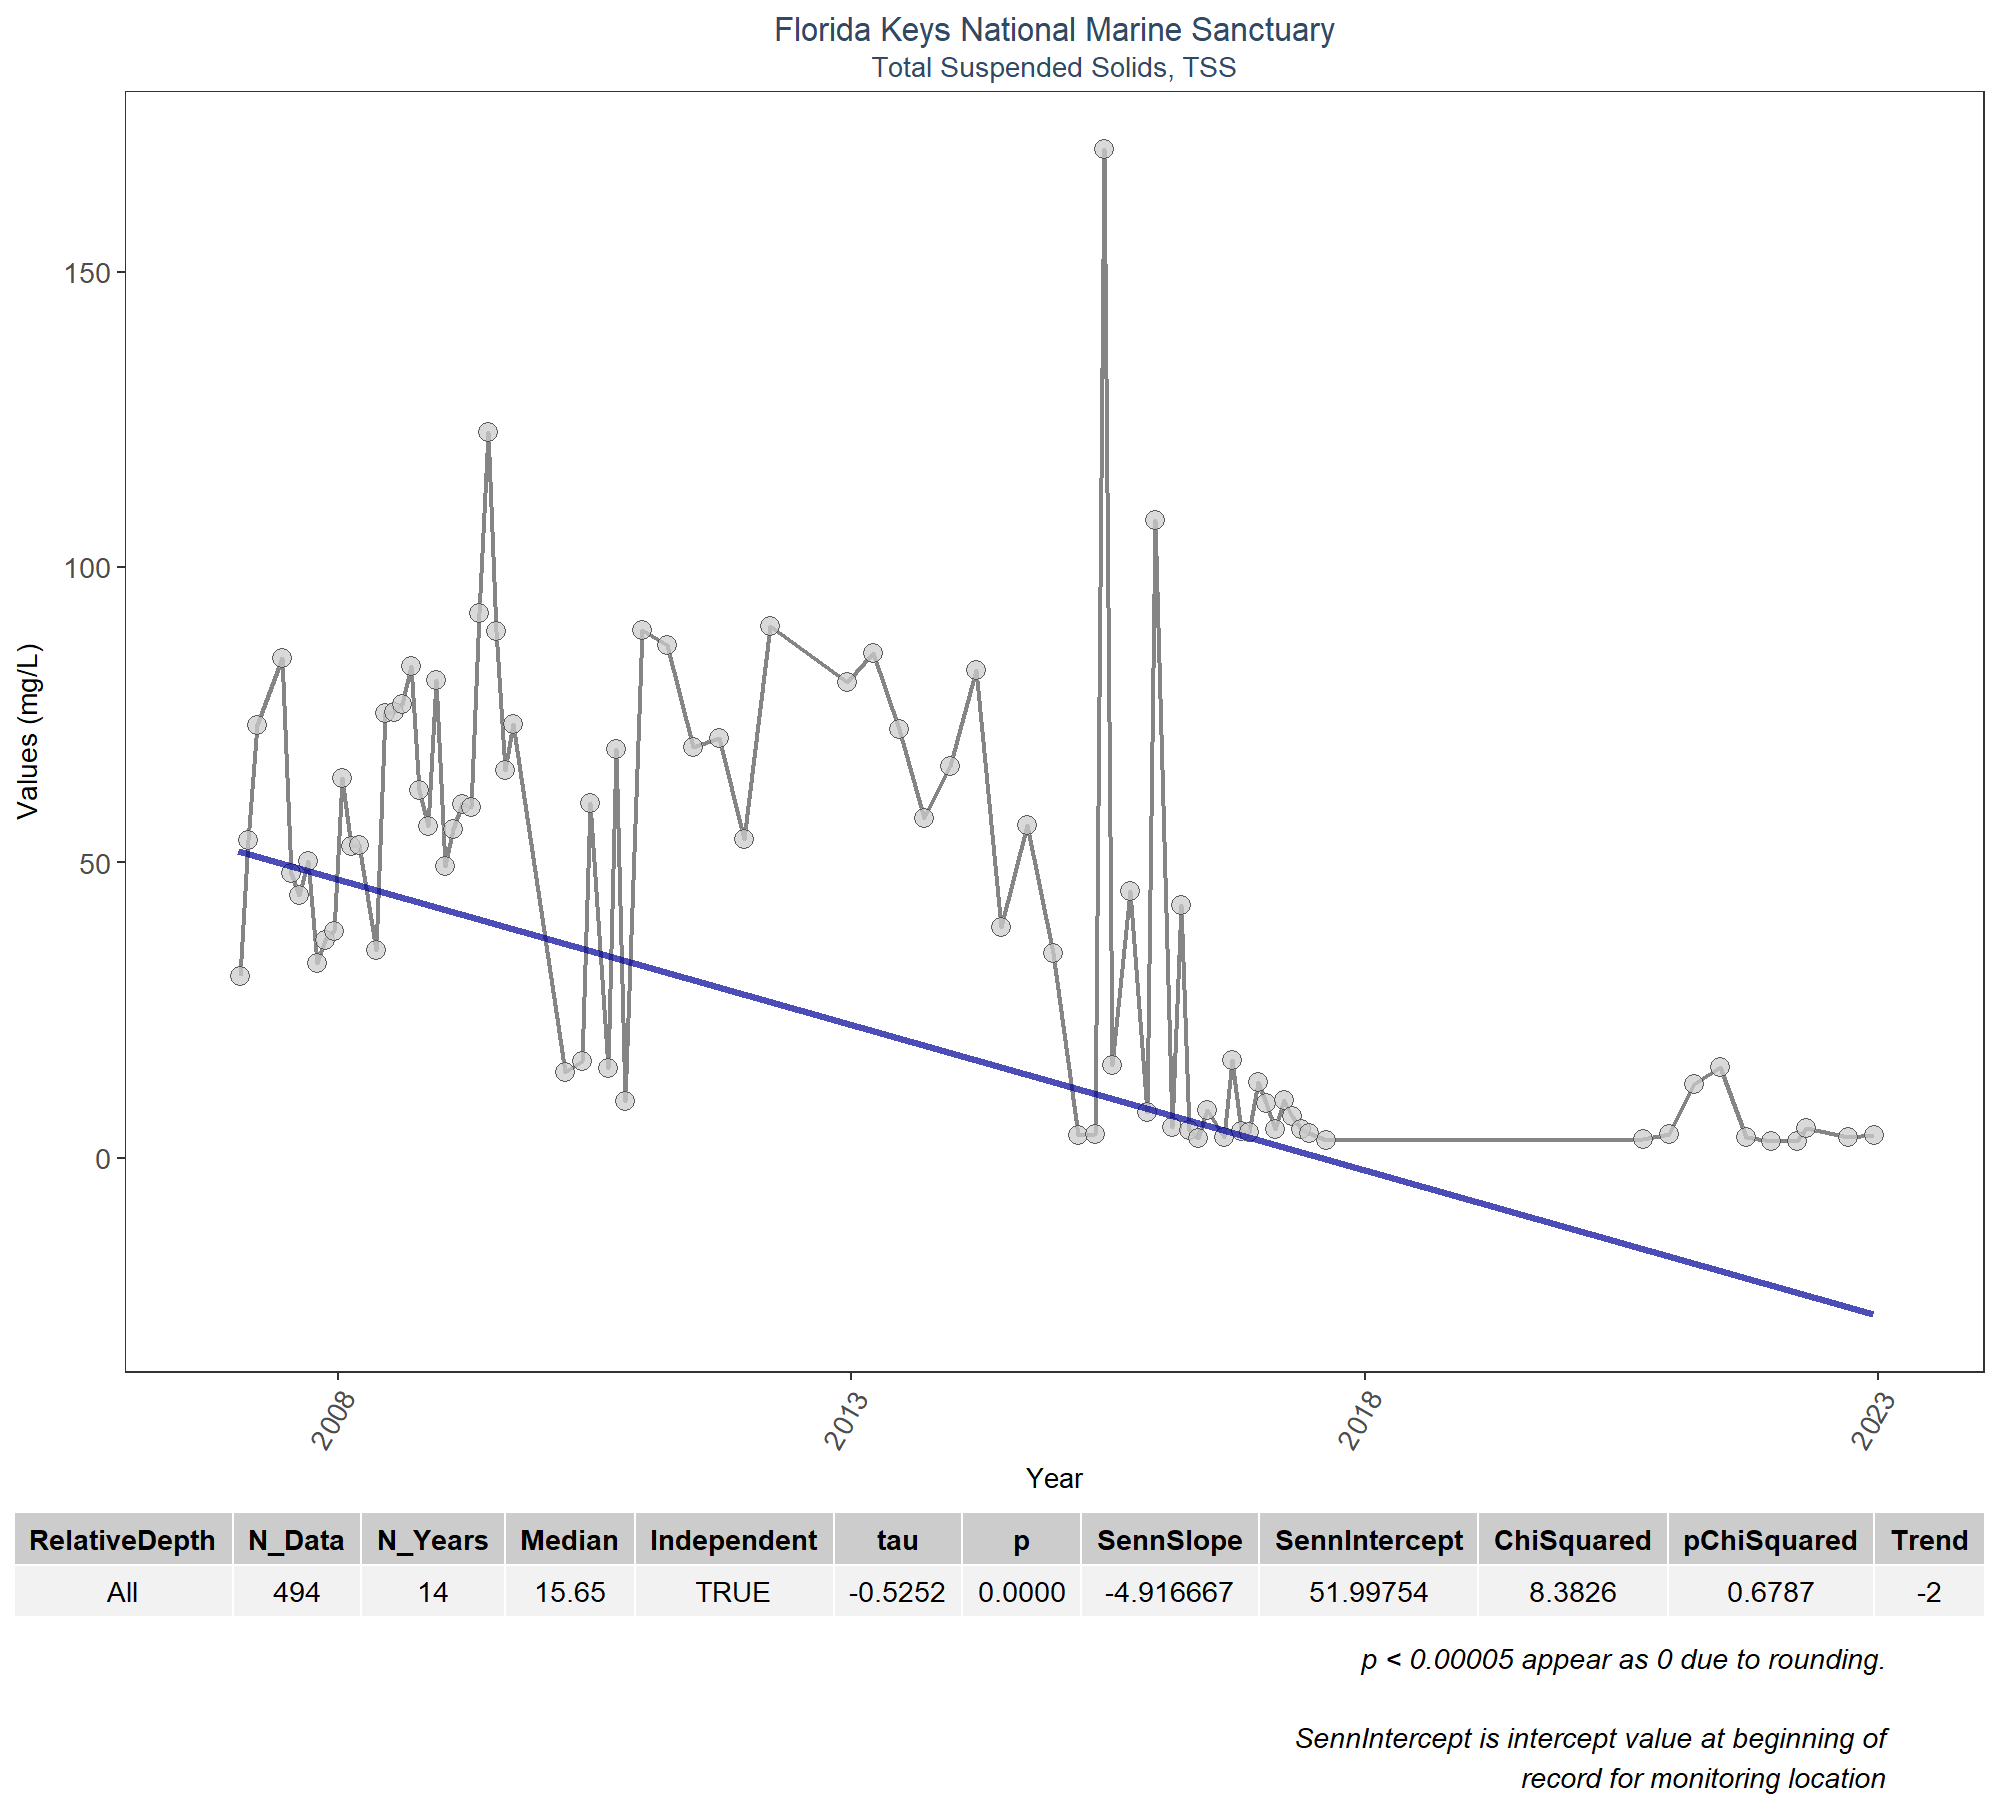 Florida Keys National Marine Sanctuary
Total Suspended Solids, TSS
Values (mg/L)
150
100
50
0
2008
2013
2018
2023
Year
RelativeDepth N_Data N_Years Median Independent tau p SennSlope SennIntercept ChiSquared pChiSquared Trend
All 494 14 15.65 TRUE -0.5252 0.0000 -4.916667 51.99754 8.3826 0.6787 -2
p < 0.00005 appear as 0 due to rounding.
SennIntercept is intercept value at beginning of
record for monitoring location